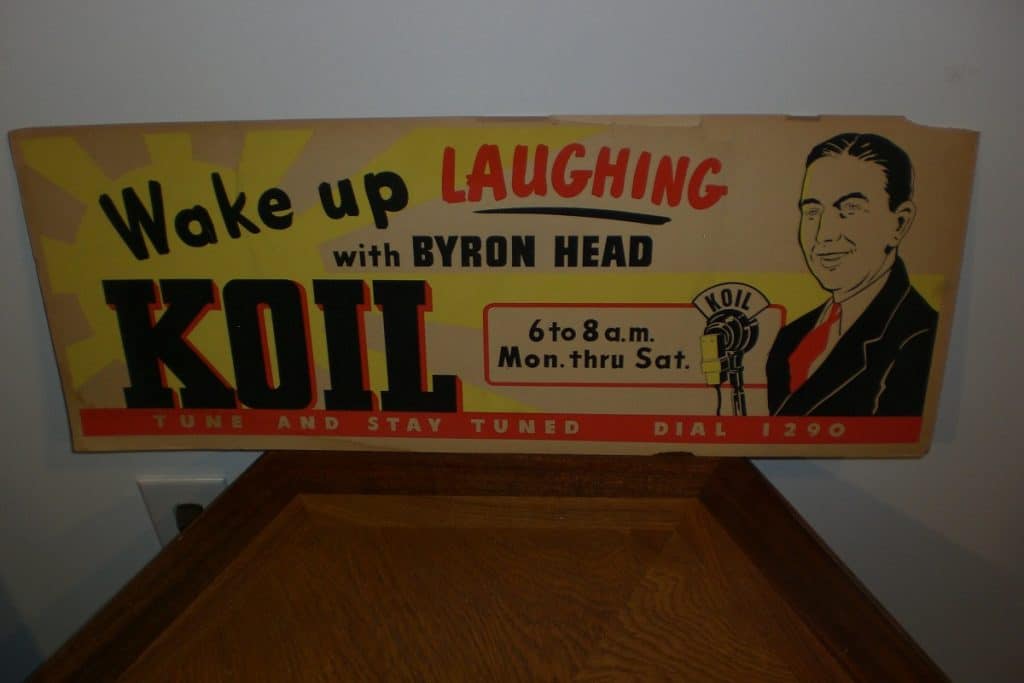 Wake up LAUGHING
with BYRON HEAD
KOIL
6 to 8 a.m.
Mon. thru Sat.
KOIL
TUNE AND STAY TUNED DIAL 1290